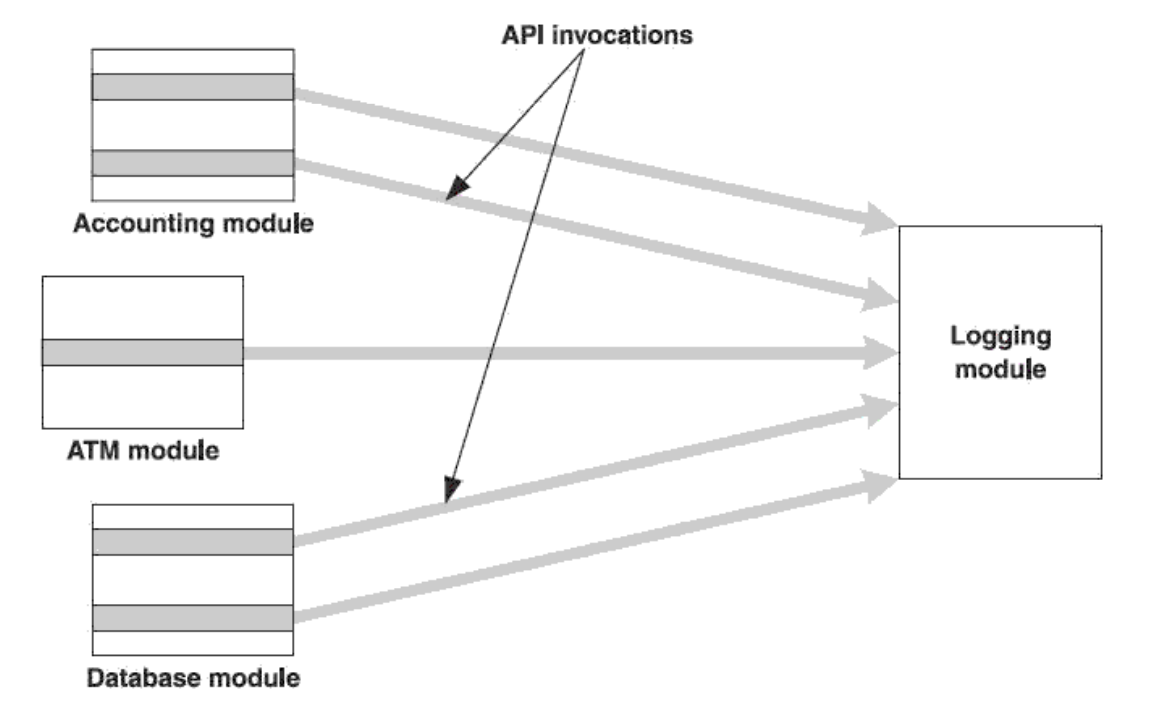 API invocations
Accounting module
Logging
module
ATM module
Database module